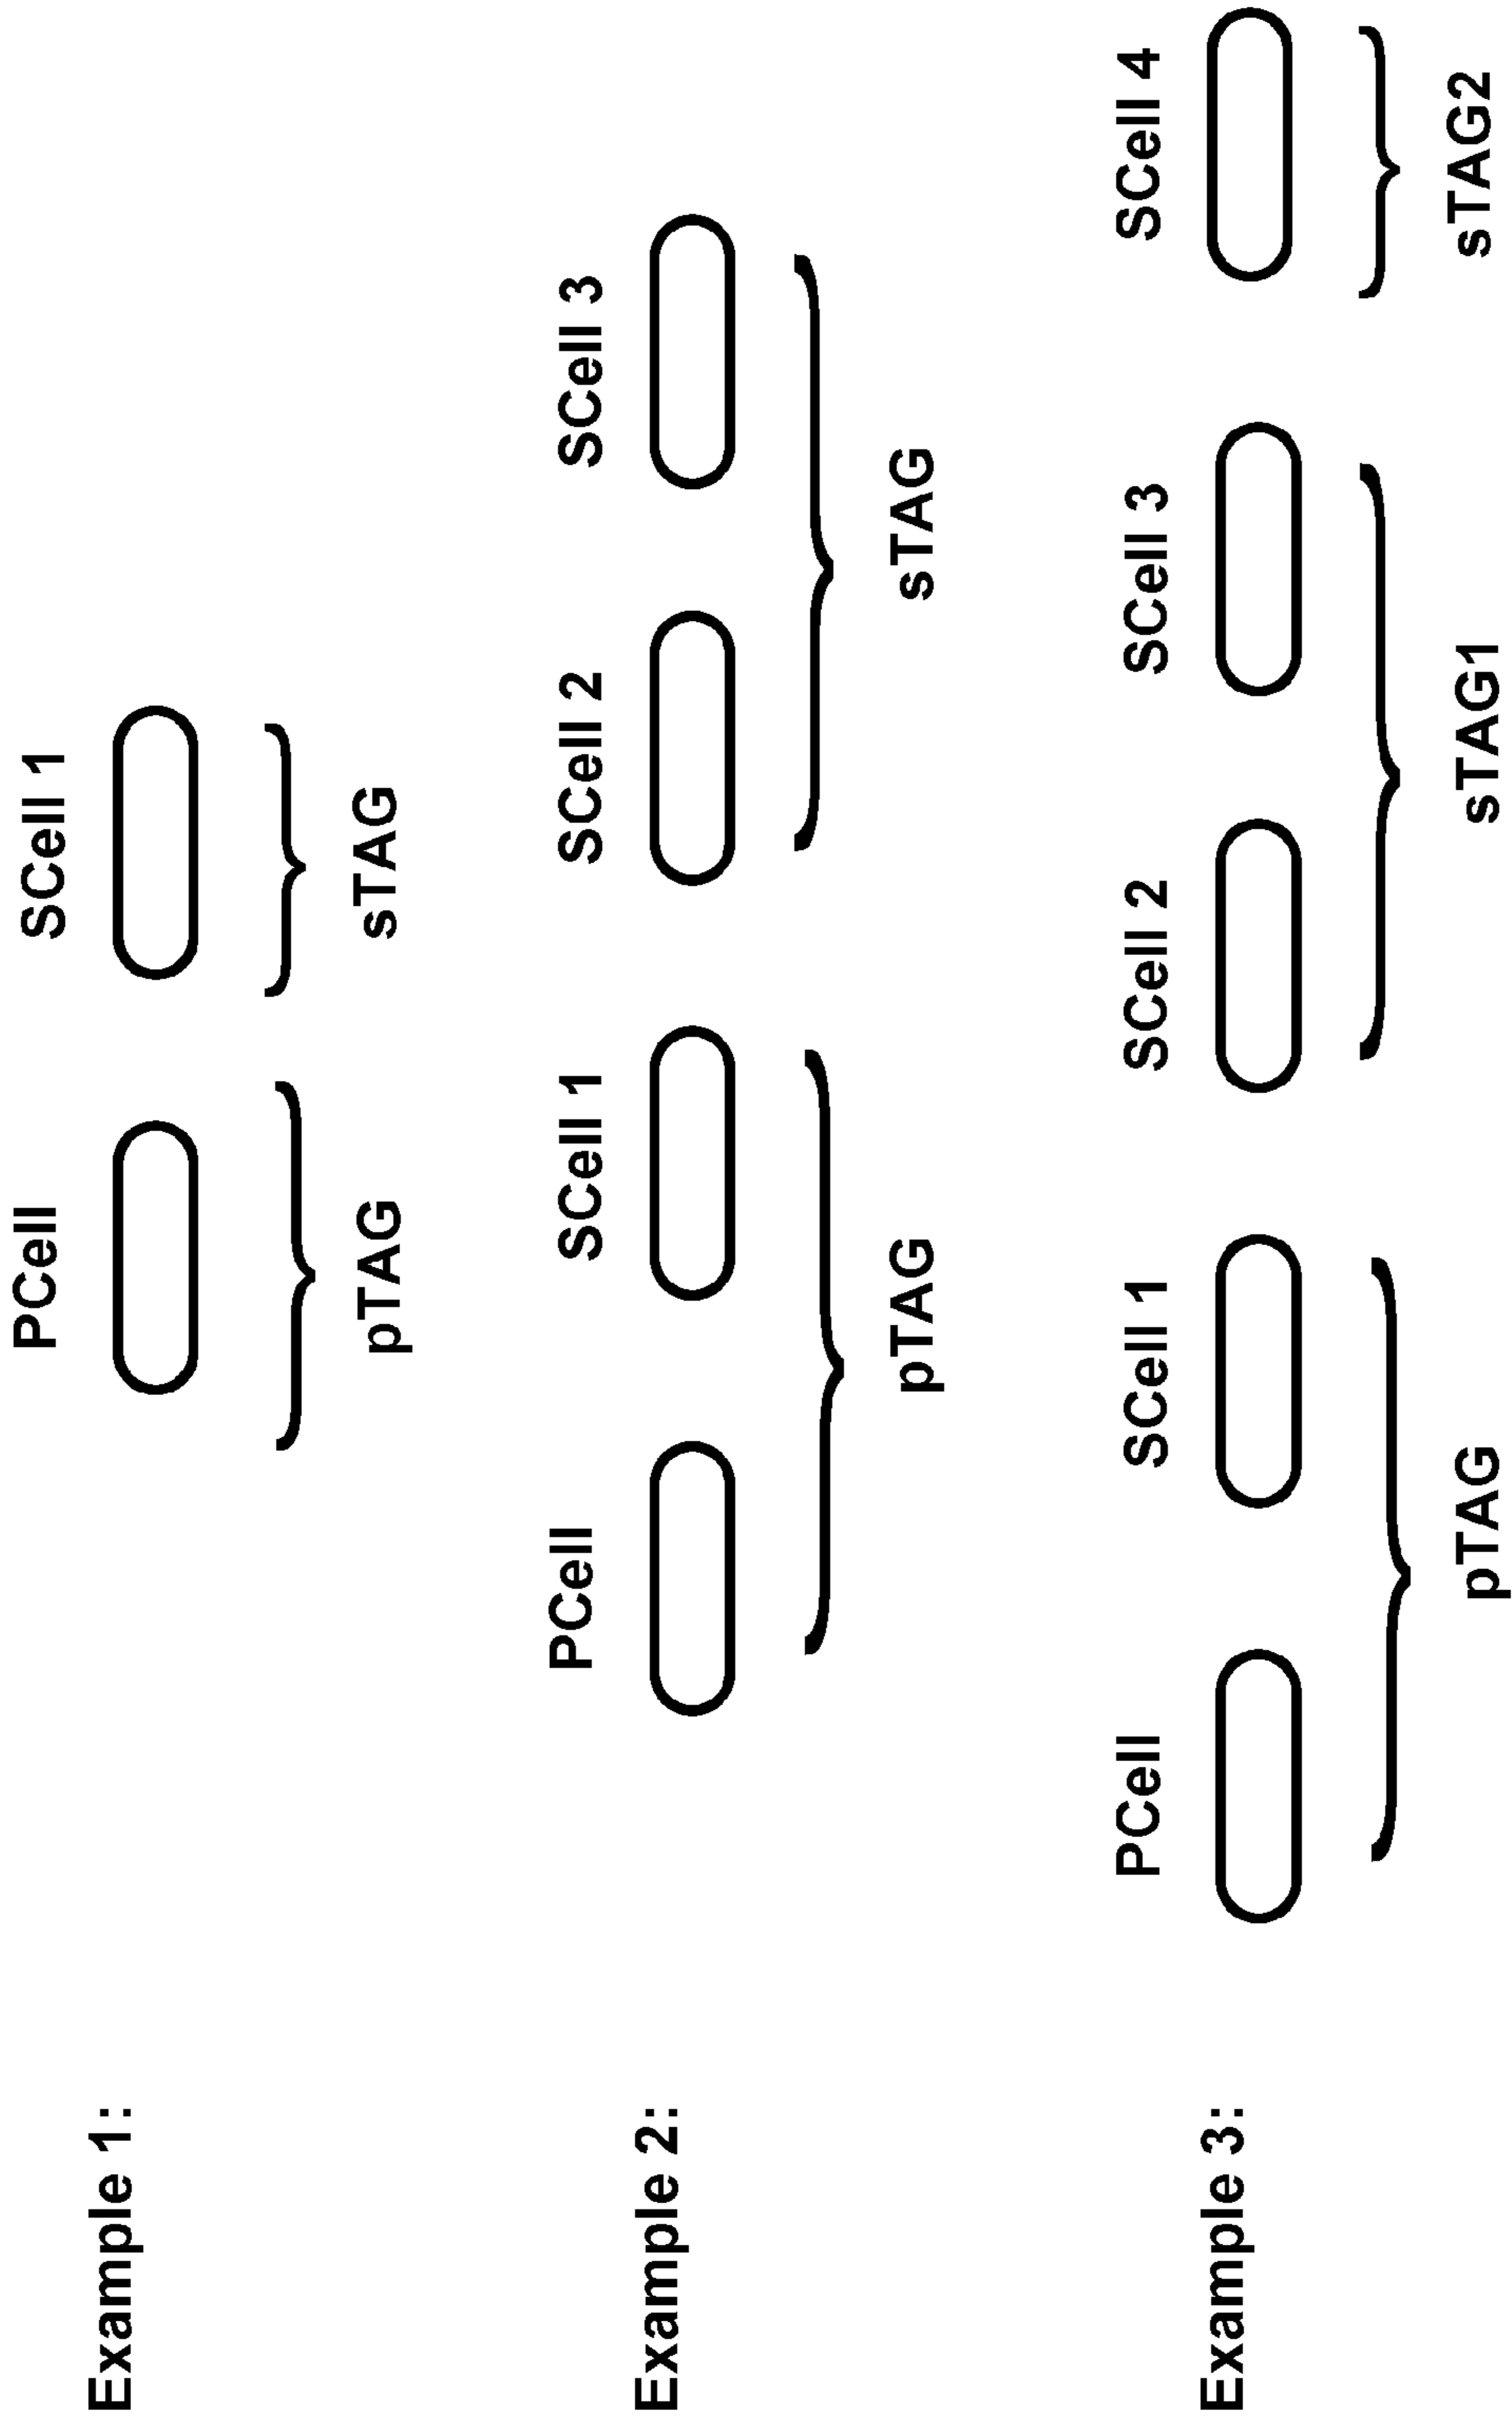 PCell SCell 1
Example 1:
pTAG sTAG
PCell SCell 1 SCell 2 SCell 3
Example 2:
pTAG sTAG
PCell SCell 1 SCell 2 SCell 3 SCell 4
Example 3:
pTAG sTAG1 sTAG2